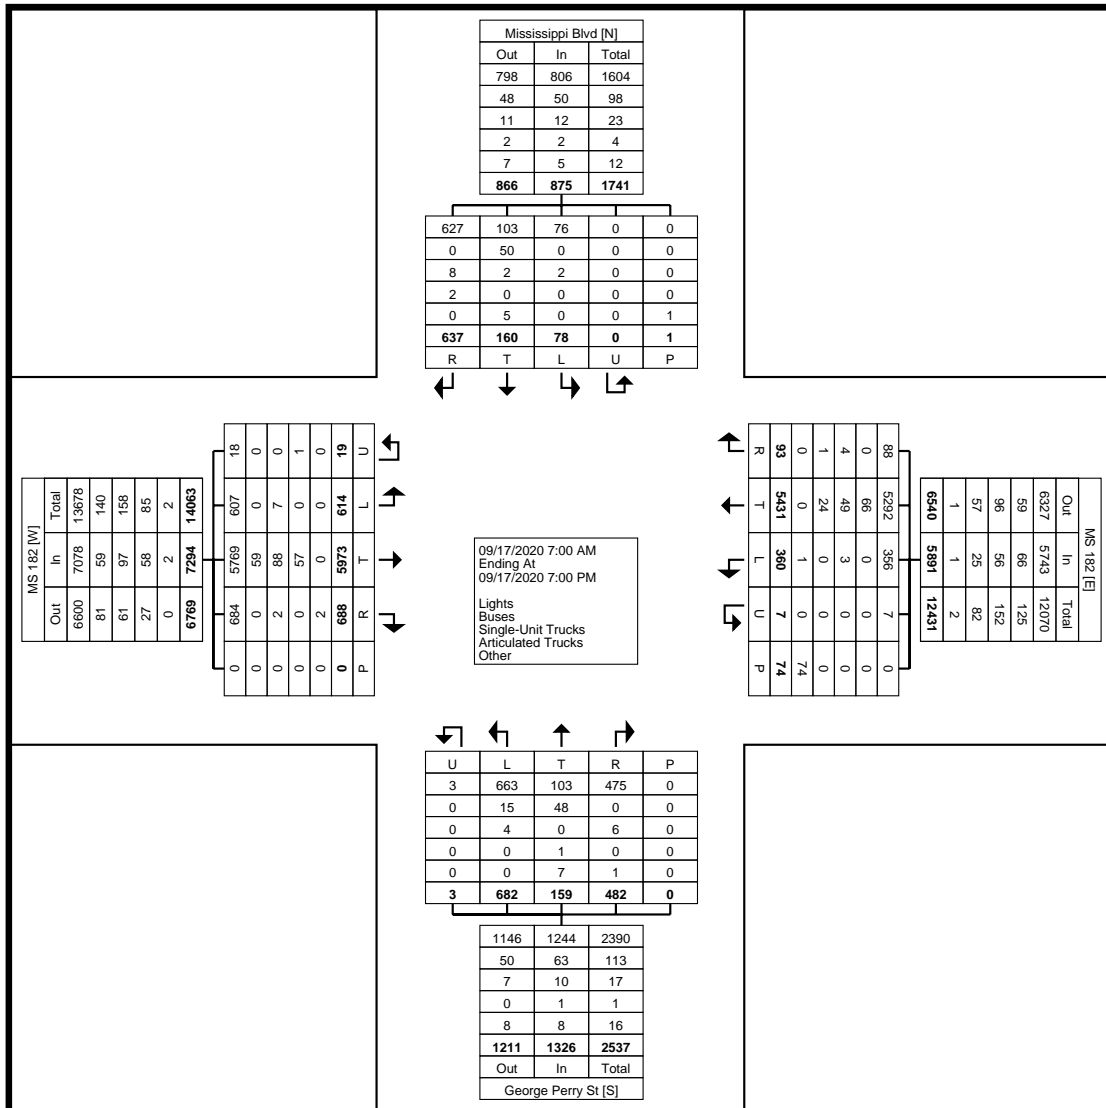 Mississippi Blvd [N]
Out In Total
798 806 1604
48 50 98
11 12 23
2 2 4
7 5 12
866 875 1741
627 103 76 0 0
0 50 0 0 0
8 2 2 0 0
2 0 0 0 0
0 5 0 0 1
637 160 78 0 1
R T L U P
MS 182 [W]
Total 13678 140 158 85 2 14063
In 7078 59 97 58 2 7294
Out 6600 81 61 27 0 6769
18 0 0 1 0 19 U
607 0 7 0 0 614 L
5769 59 88 57 0 5973 T
684 0 2 0 2 688 R
0 0 0 0 0 0 P
09/17/2020 7:00 AM
Ending At
09/17/2020 7:00 PM
Lights
Buses
Single-Unit Trucks
Articulated Trucks
Other
R 93 0 1 4 0 88
T 5431 0 24 49 66 5292
L 360 1 0 3 0 356
U 7 0 0 0 0 7
P 74 74 0 0 0 0
6540 1 57 96 59 6327 Out
5891 1 25 56 66 5743 In
12431 2 82 152 125 12070 Total
MS 182 [E]
U L T R P
3 663 103 475 0
0 15 48 0 0
0 4 0 6 0
0 0 1 0 0
0 0 7 1 0
3 682 159 482 0
1146 1244 2390
50 63 113
7 10 17
0 1 1
8 8 16
1211 1326 2537
Out In Total
George Perry St [S]